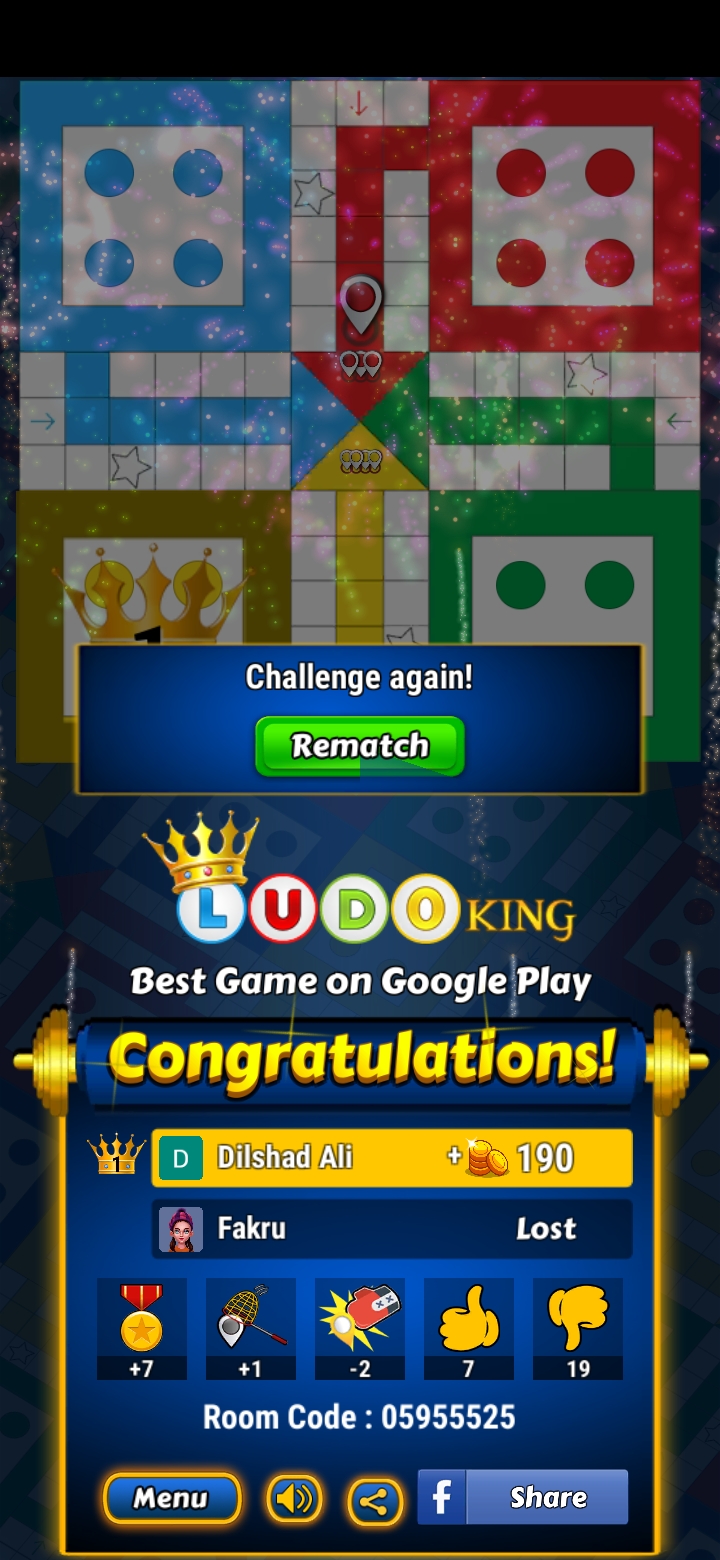 1
Challenge again!
Rematch
LUDO KING
Best Game on Google Play
Congratulations!
1 D Dilshad Ali + 190
Fakru Lost
+7 +1 -2 7 19
Room Code : 05955525
Menu f Share